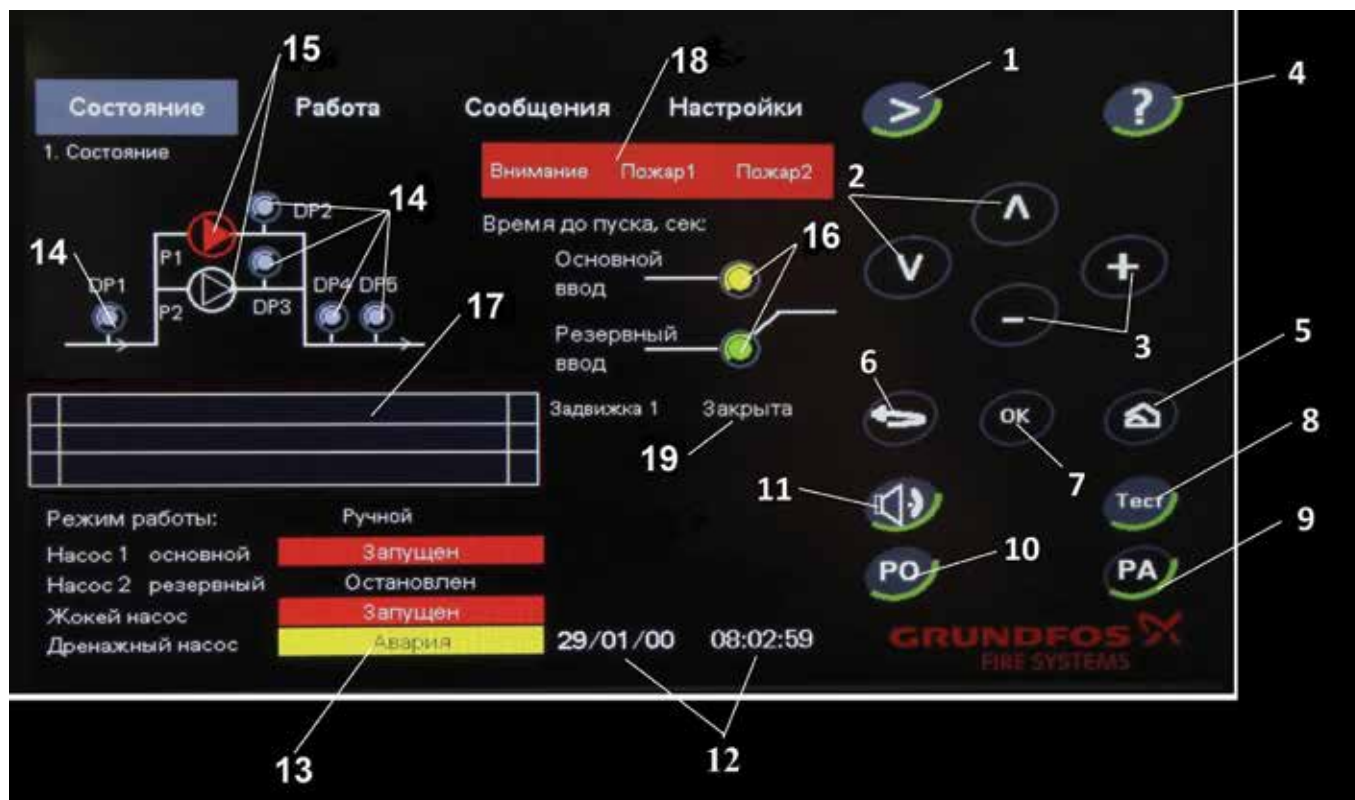 15
18
1
4
Состояние Работа Сообщения Настройки
>
?
1. Состояние
Внимание Пожар1 Пожар2
2
14
DP2
Время до пуска, сек:
16
Λ
14
P1
DP1
P2
DP3
DP4 DP5
17
Основной
ввод
Резервный
ввод
V
+
-
3
5
6
Задвижка 1 Закрыта
OK
8
19
7
11
Тест
9
Режим работы: Ручной
Насос 1 основной Запущен
10
PO
PA
Насос 2 резервный Остановлен
Жокей насос Запущен
Дренажный насос Авария
29/01/00 08:02:59
GRUNDFOS
FIRE SYSTEMS
13
12